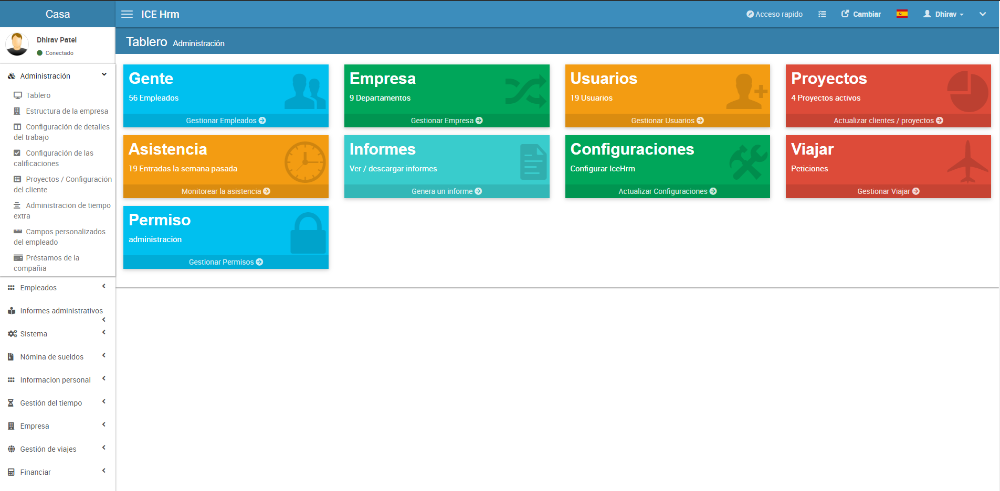 Casa
ICE Hrm
Acceso rapido
Cambiar
Dhirav
Dhirav Patel
Conectado
Tablero Administración
Administración
Tablero
Estructura de la empresa
Configuración de detalles
del trabajo
Configuración de las
calificaciones
Proyectos / Configuración
del cliente
Administración de tiempo
extra
Campos personalizados
del empleado
Préstamos de la
compañía
Empleados
Informes administrativos
Sistema
Nómina de sueldos
Informacion personal
Gestión del tiempo
Empresa
Gestión de viajes
Financiar
Gente
56 Empleados
Gestionar Empleados
Empresa
9 Departamentos
Gestionar Empresa
Usuarios
19 Usuarios
Gestionar Usuarios
Proyectos
4 Proyectos activos
Actualizar clientes / proyectos
Asistencia
19 Entradas la semana pasada
Monitorear la asistencia
Informes
Ver / descargar informes
Genera un informe
Configuraciones
Configurar IceHrm
Actualizar Configuraciones
Viajar
Peticiones
Gestionar Viajar
Permiso
administración
Gestionar Permisos